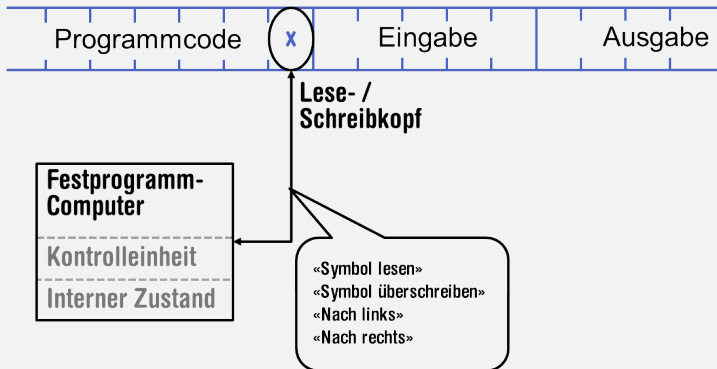 Programmcode x Eingabe Ausgabe
Lese- /
Schreibkopf
Festprogramm-
Computer
Kontrolleinheit
Interner Zustand
«Symbol lesen»
«Symbol überschreiben»
«Nach links»
«Nach rechts»